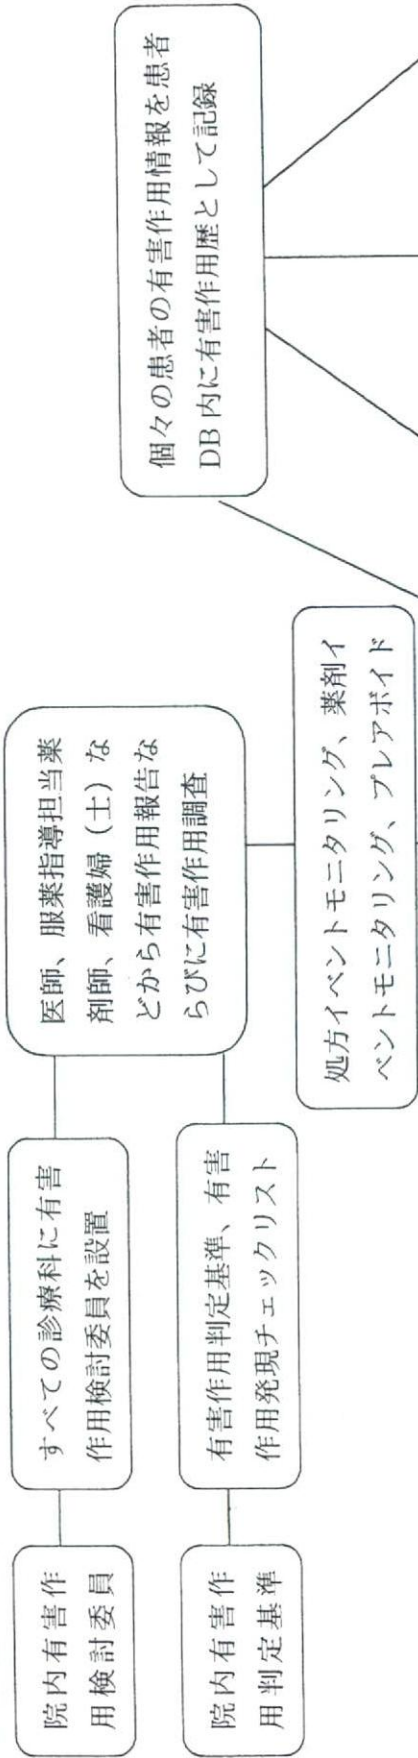 院内有害作
用検討委員
すべての診療科に有害
作用検討委員を設置
医師、服薬指導担当薬
剤師、看護婦（士）な
どから有害作用報告な
らびに有害作用調査
個々の患者の有害作用情報を患者
DB 内に有害作用歴として記録
院内有害作
用判定基準
有害作用判定基準、有害
作用発現チェックリスト
処方イベントモニタリング、薬剤イ
ベントモニタリング、プレアボイド